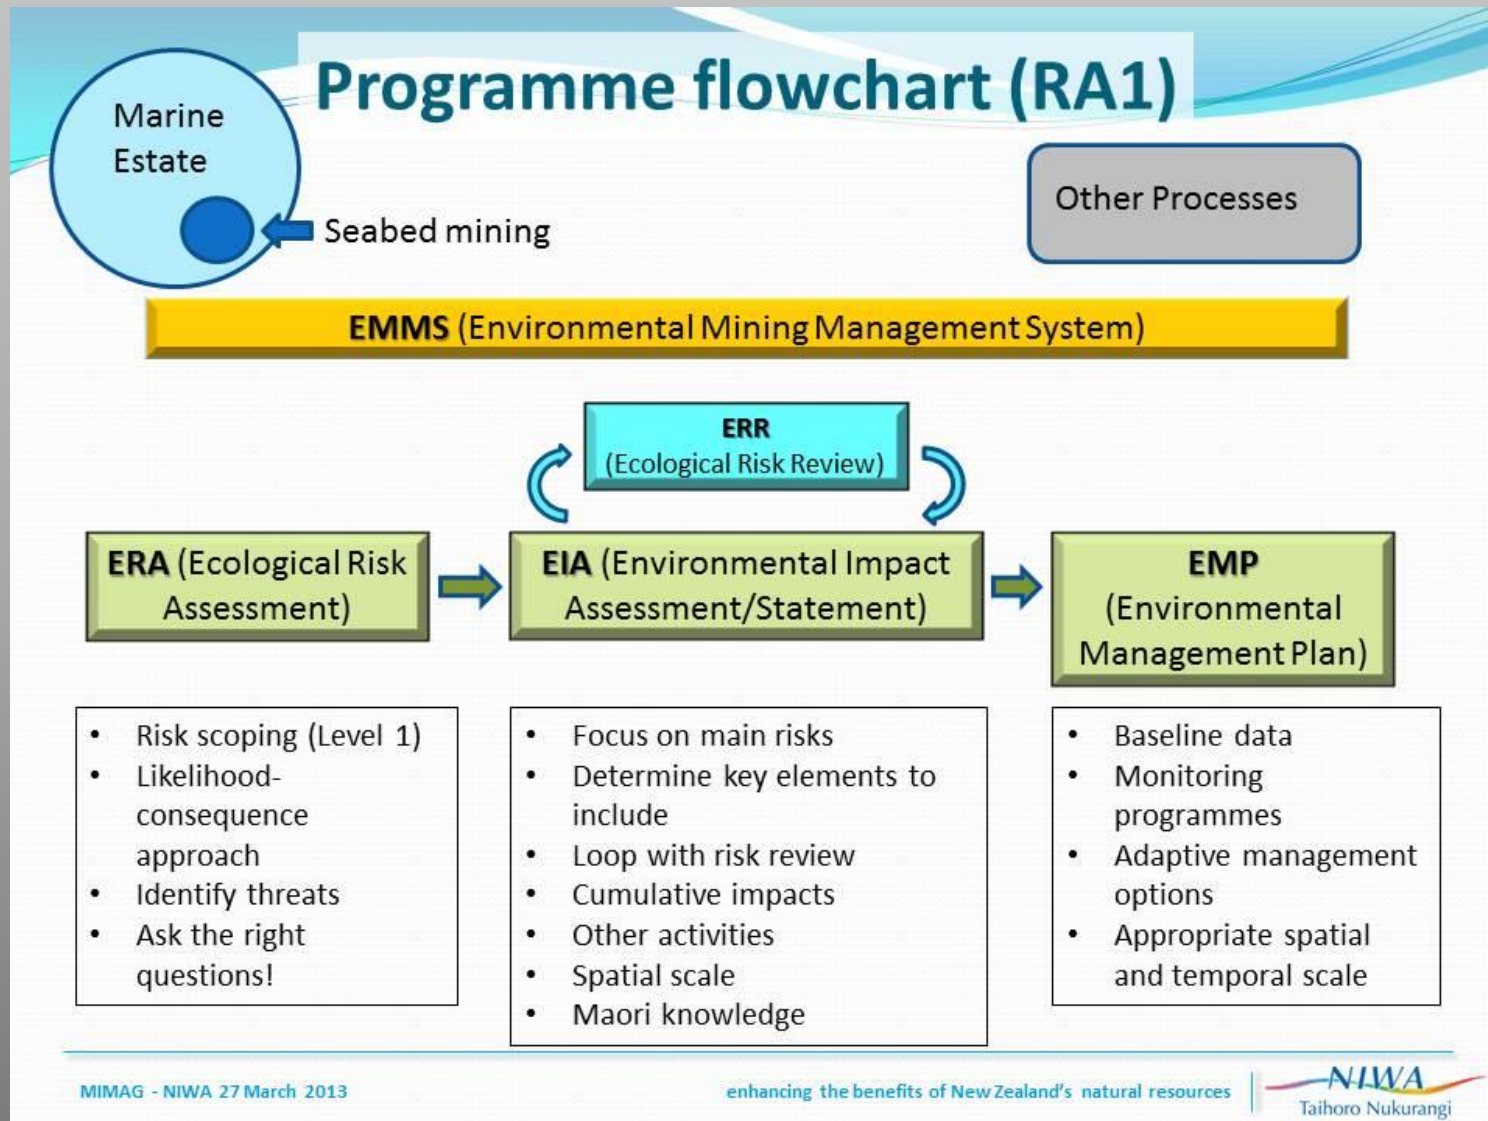 Programme flowchart (RA1)
Marine
Estate
Seabed mining
Other Processes
EMMS (Environmental Mining Management System)
ERR
(Ecological Risk Review)
ERA (Ecological Risk
Assessment)
EIA (Environmental Impact
Assessment/Statement)
EMP
(Environmental
Management Plan)
• Risk scoping (Level 1)
• Likelihood-
consequence
approach
• Identify threats
• Ask the right
questions!
• Focus on main risks
• Determine key elements to
include
• Loop with risk review
• Cumulative impacts
• Other activities
• Spatial scale
• Maori knowledge
• Baseline data
• Monitoring
programmes
• Adaptive management
options
• Appropriate spatial
and temporal scale
MIMAG - NIWA 27 March 2013
enhancing the benefits of New Zealand's natural resources
NIWA
Taihoro Nukurangi